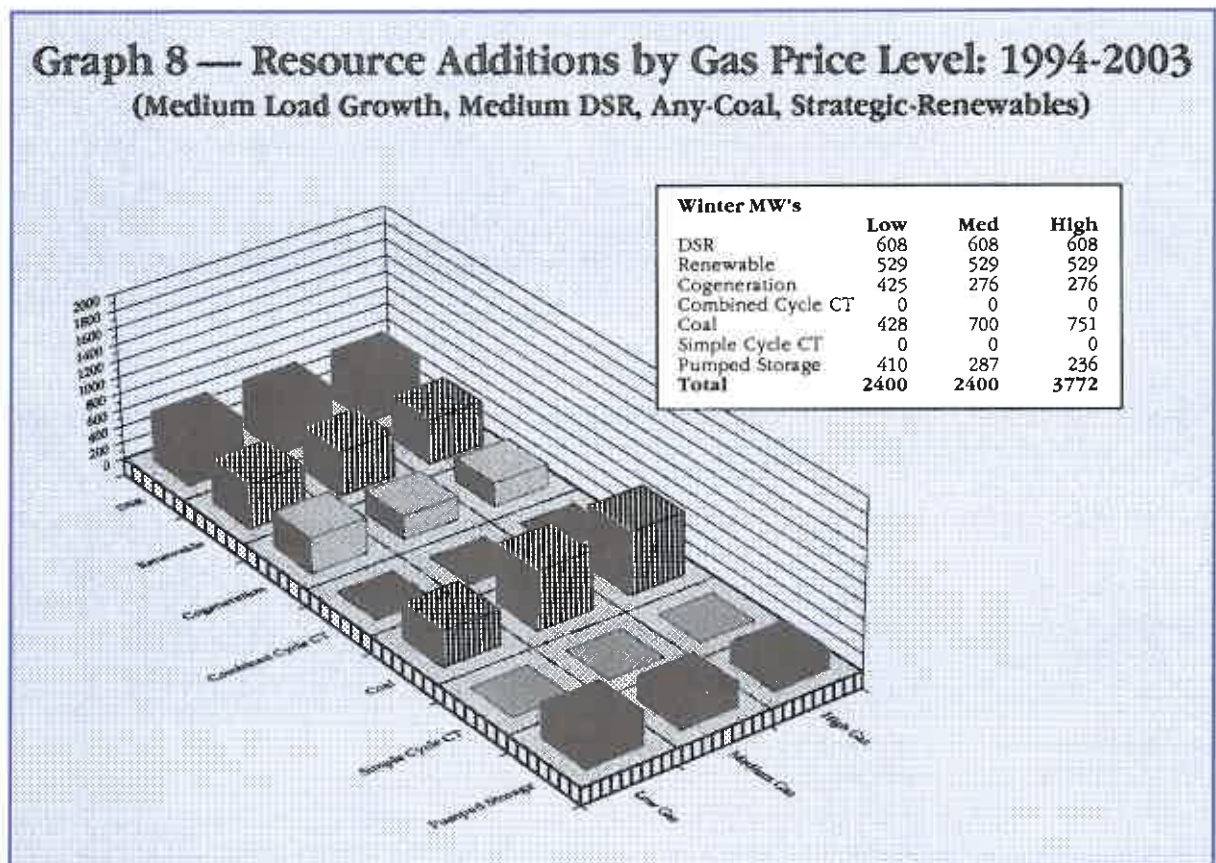 Graph 8 — Resource Additions by Gas Price Level: 1994-2003
(Medium Load Growth, Medium DSR, Any-Coal, Strategic-Renewables)
Winter MW's
Low Med High
DSR 608 608 608
Renewable 529 529 529
Cogeneration 425 276 276
Combined Cycle CT 0 0 0
Coal 428 700 751
Simple Cycle CT 0 0 0
Pumped Storage 410 287 236
Total 2400 2400 3772
2000
1800
1600
1400
1200
1000
800
600
400
200
0
DSR
Renewable
Cogeneration
Combined Cycle CT
Coal
Simple Cycle CT
Pumped Storage
Low Gas
Medium Gas
High Gas